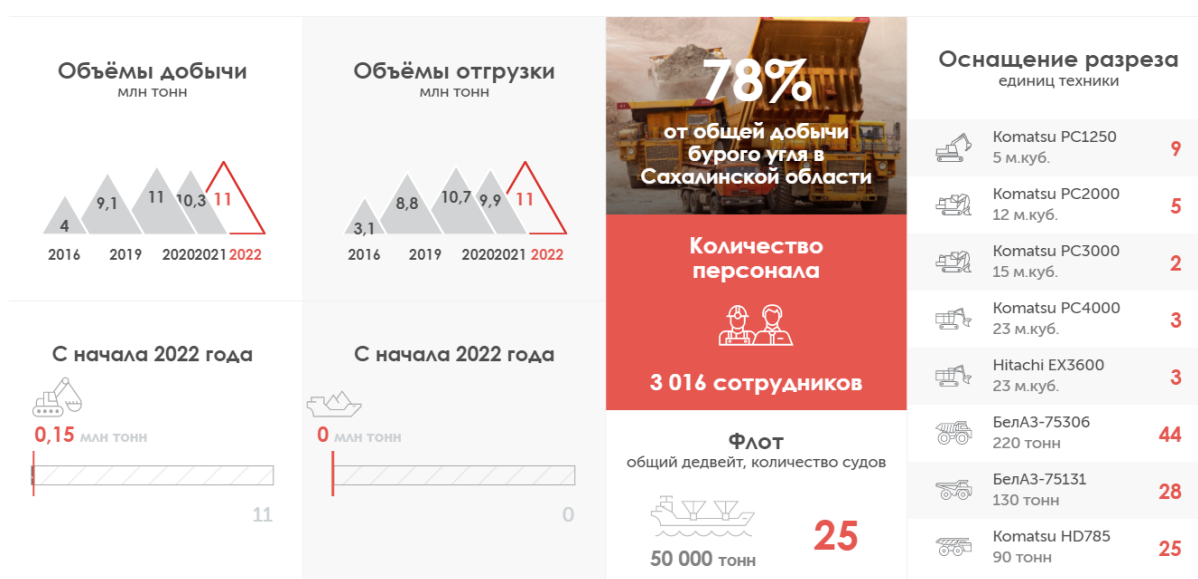 Объёмы добычи
млн тонн
4
9,1
11
10,3
11
2016
2019
2020
2021
2022
Объёмы отгрузки
млн тонн
3,1
8,8
10,7
9,9
11
2016
2019
2020
2021
2022
78%
от общей добычи
бурого угля в
Сахалинской области
Количество
персонала
3 016 сотрудников
С начала 2022 года
0,15 млн тонн
11
С начала 2022 года
0 млн тонн
0
Флот
общий дедвейт, количество судов
50 000 тонн
25
Оснащение разреза
единиц техники
Komatsu PC1250
5 м.куб.
9
Komatsu PC2000
12 м.куб.
5
Komatsu PC3000
15 м.куб.
2
Komatsu PC4000
23 м.куб.
3
Hitachi EX3600
23 м.куб.
3
БелАЗ-75306
220 тонн
44
БелАЗ-75131
130 тонн
28
Komatsu HD785
90 тонн
25